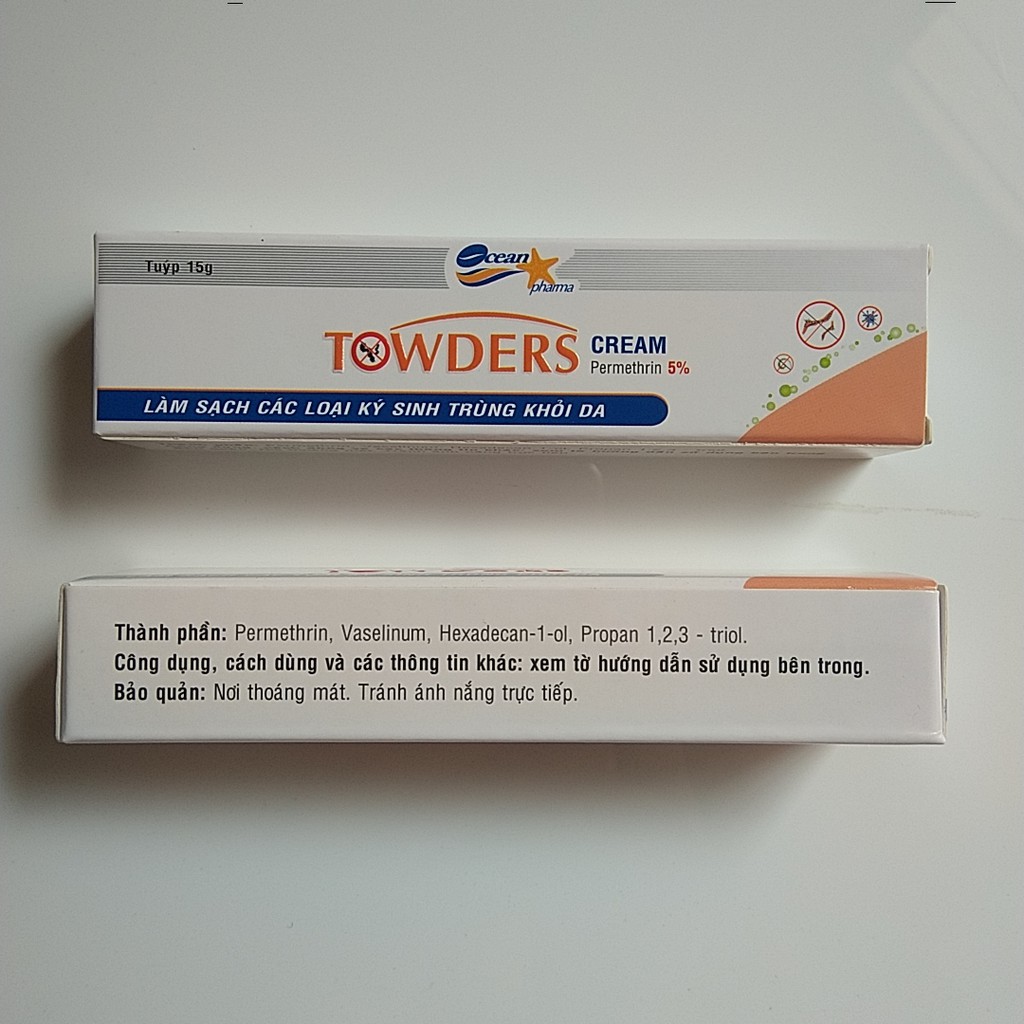 Tuýp 15g
Ocean pharma
TOWDERS CREAM
Permethrin 5%
LÀM SẠCH CÁC LOẠI KÝ SINH TRÙNG KHỎI DA
Thành phần: Permethrin, Vaselinum, Hexadecan-1-ol, Propan 1,2,3 - triol.
Công dụng, cách dùng và các thông tin khác: xem tờ hướng dẫn sử dụng bên trong.
Bảo quản: Nơi thoáng mát. Tránh ánh nắng trực tiếp.